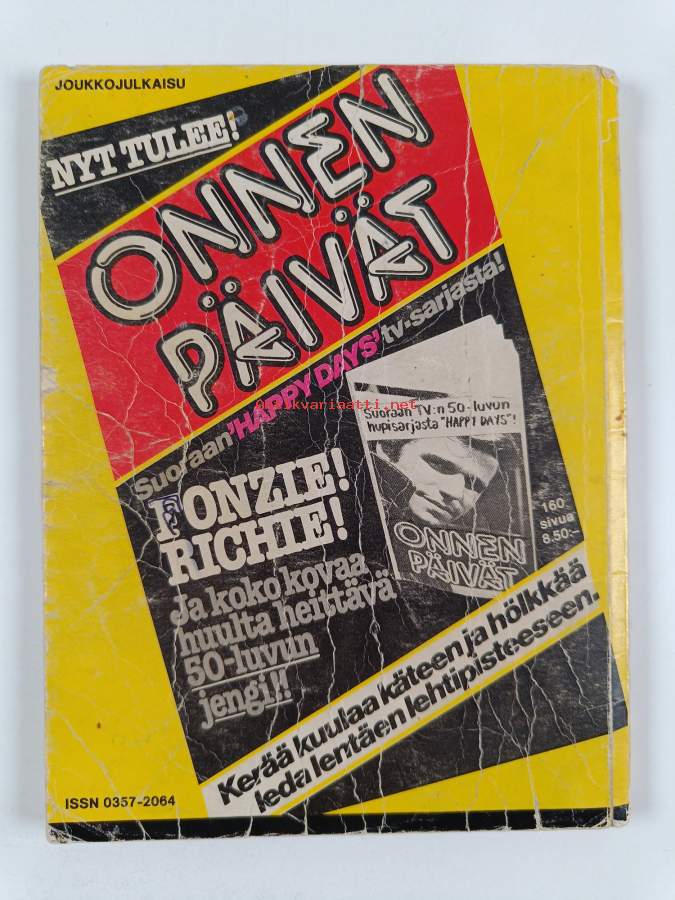 JOUKKOJULKAISU
NYT TULEE!
ONNEN
PÄIVÄT
Suoraan 'HAPPY DAYS' tv-sarjasta!
antikvariaatti.net
Suoraan TV:n 50-luvun
hupisarjasta "HAPPY DAYS"!
ONNEN
PÄIVÄT
160
sivua
8.50:-
FONZIE!
RICHIE!
Ja koko kovaa
huulta heittävä
50-luvun
jengi!!
Kerää kuulaa käteen ja hölkkää
leda lentäen lehtipisteeseen.
ISSN 0357-2064